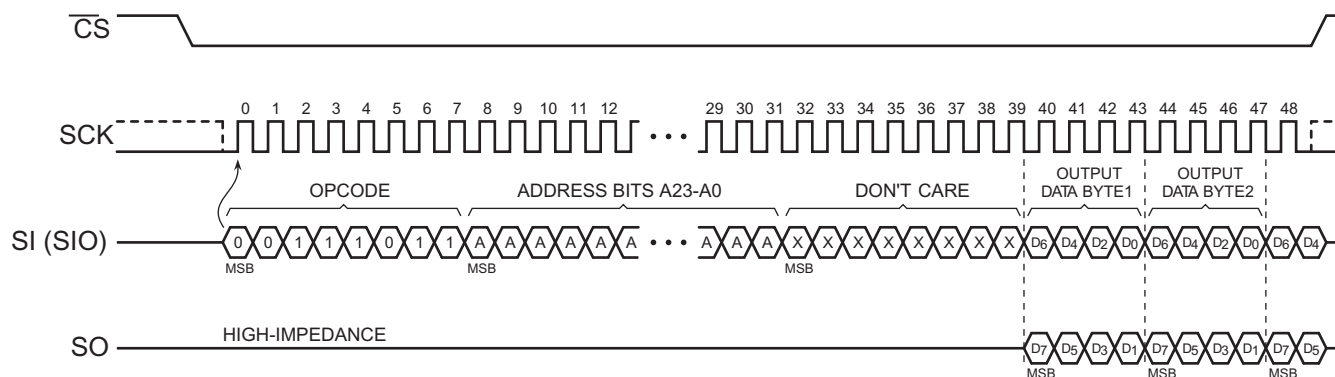 CS
0 1 2 3 4 5 6 7 8 9 10 11 12 29 30 31 32 33 34 35 36 37 38 39 40 41 42 43 44 45 46 47 48
SCK
OPCODE ADDRESS BITS A23-A0 DON'T CARE OUTPUT DATA BYTE1 OUTPUT DATA BYTE2
SI (SIO) 0 0 1 1 1 0 1 1 A A A A A A A A A X X X X X X X X D6 D4 D2 D0 D6 D4 D2 D0 D6 D4
MSB MSB MSB
HIGH-IMPEDANCE
SO D7 D5 D3 D1 D7 D5 D3 D1 D7 D5
MSB MSB MSB